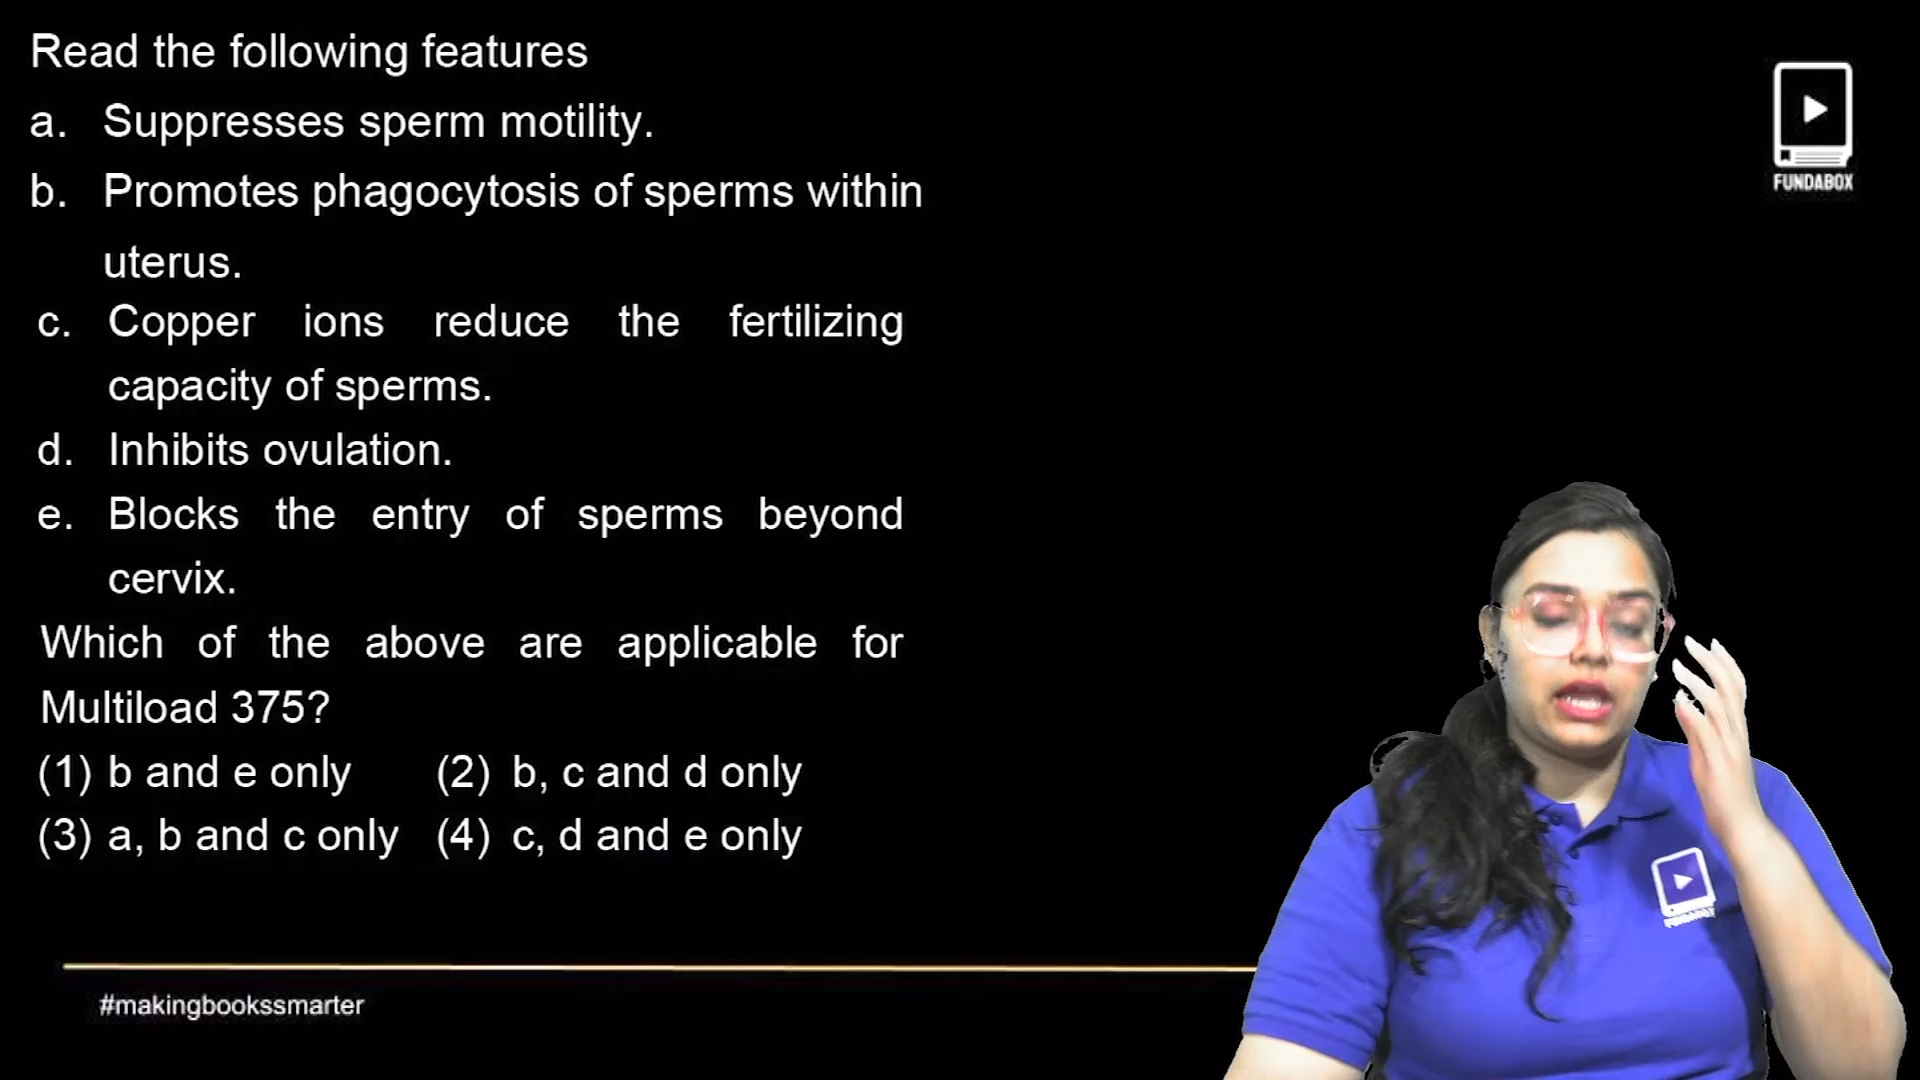 Read the following features
a. Suppresses sperm motility.
b. Promotes phagocytosis of sperms within
uterus.
c. Copper ions reduce the fertilizing
capacity of sperms.
d. Inhibits ovulation.
e. Blocks the entry of sperms beyond
cervix.
Which of the above are applicable for
Multiload 375?
(1) b and e only (2) b, c and d only
(3) a, b and c only (4) c, d and e only
#makingbookssmarter
FUNDABOX
FUNDABOX